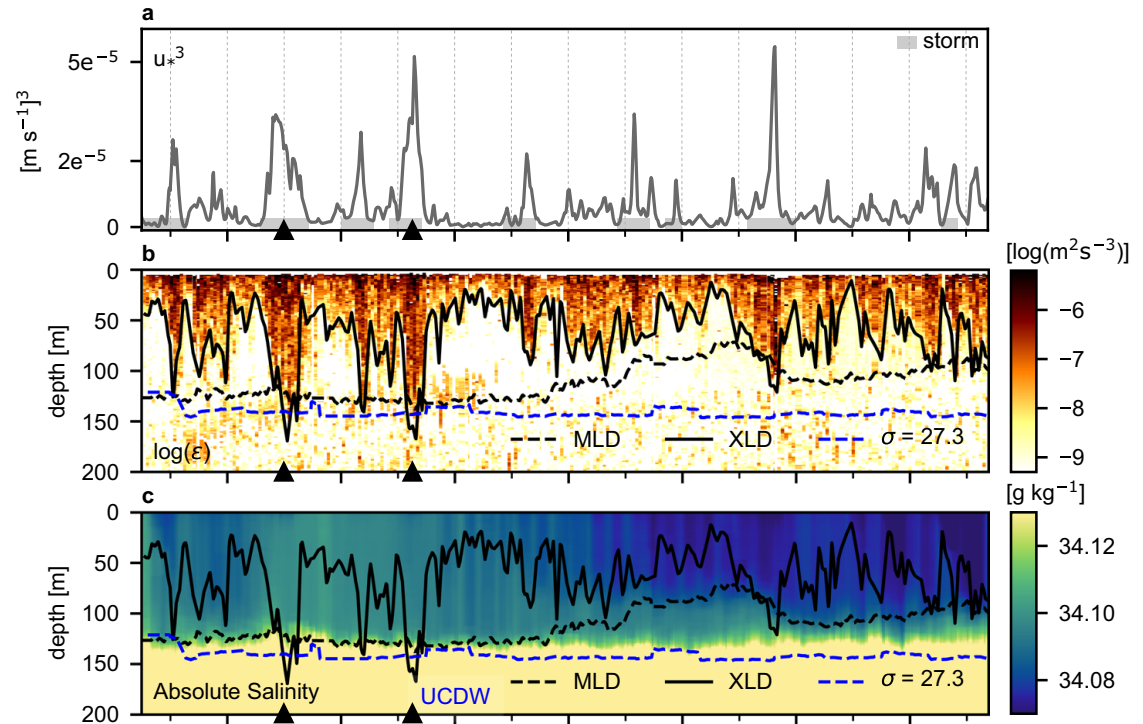 a
u*³
storm
[m s⁻¹]³
5e⁻5
2e⁻5
0
b
[log(m²s⁻³)]
depth [m]
0
50
100
150
200
log(ε)
MLD
XLD
σ = 27.3
−6
−7
−8
−9
c
[g kg⁻¹]
depth [m]
0
50
100
150
200
Absolute Salinity
UCDW
MLD
XLD
σ = 27.3
34.12
34.10
34.08